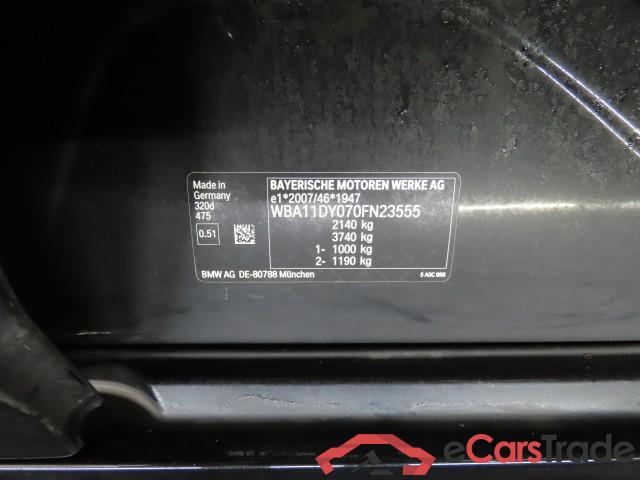 Made in
Germany
320d
475
0.51
BAYERISCHE MOTOREN WERKE AG
e1*2007/46*1947
WBA11DY070FN23555
2140 kg
3740 kg
1- 1000 kg
2- 1190 kg
BMW AG DE-80788 München
eCarsTrade
.com